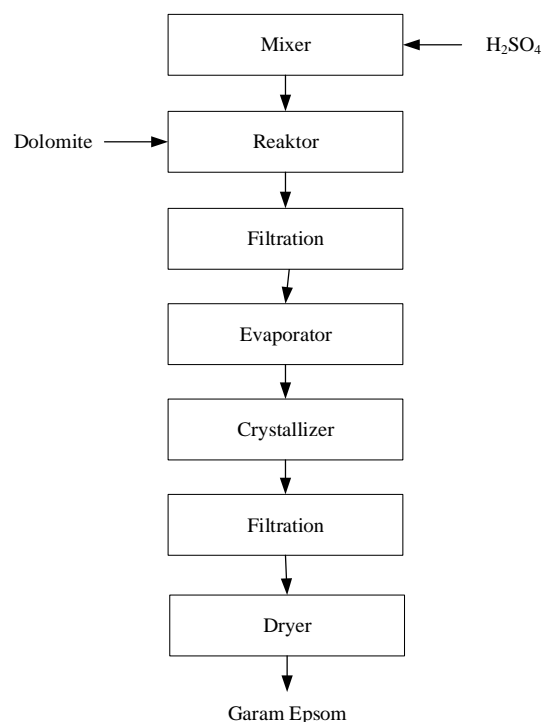 Mixer
H₂SO₄
Dolomite
Reaktor
Filtration
Evaporator
Crystallizer
Filtration
Dryer
Garam Epsom